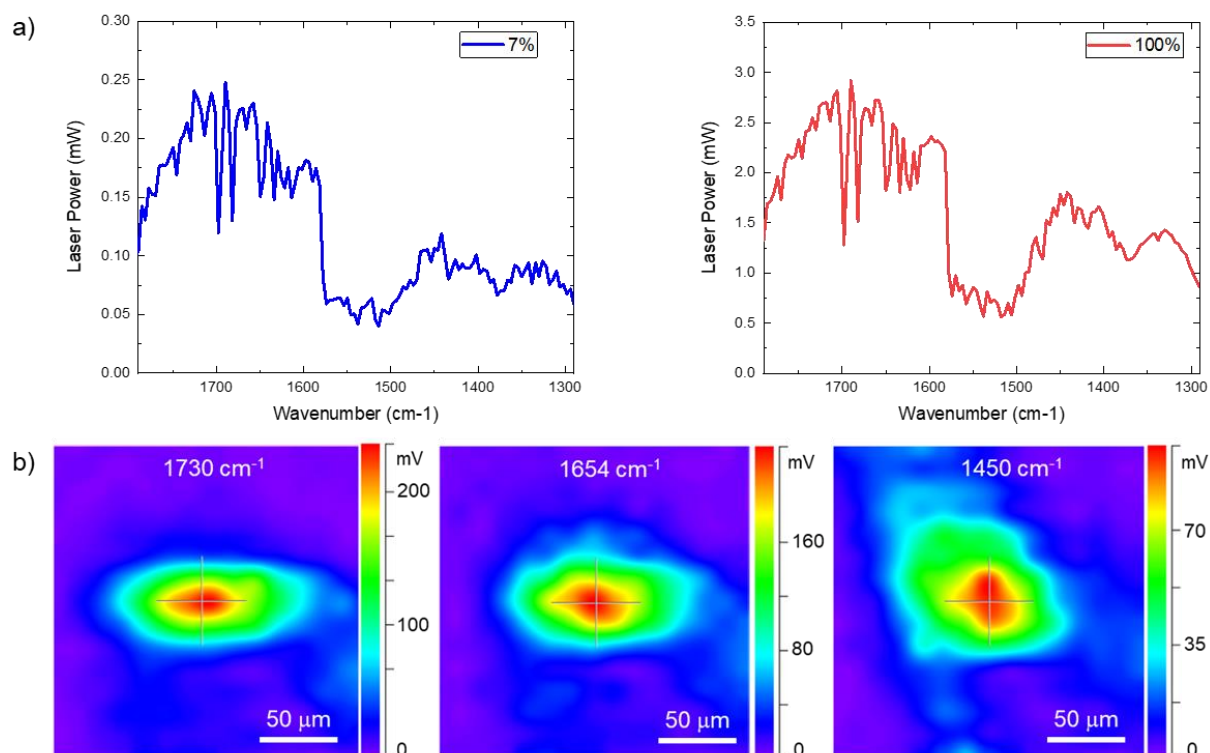 a)
0.30
0.25
0.20
0.15
0.10
0.05
0.00
Laser Power (mW)
7%
1700
1600
1500
1400
1300
Wavenumber (cm-1)
3.5
3.0
2.5
2.0
1.5
1.0
0.5
0.0
Laser Power (mW)
100%
1700
1600
1500
1400
1300
Wavenumber (cm-1)
b)
1730 cm⁻¹
50 μm
mV
200
100
0
1654 cm⁻¹
50 μm
mV
160
80
0
1450 cm⁻¹
50 μm
mV
70
35
0